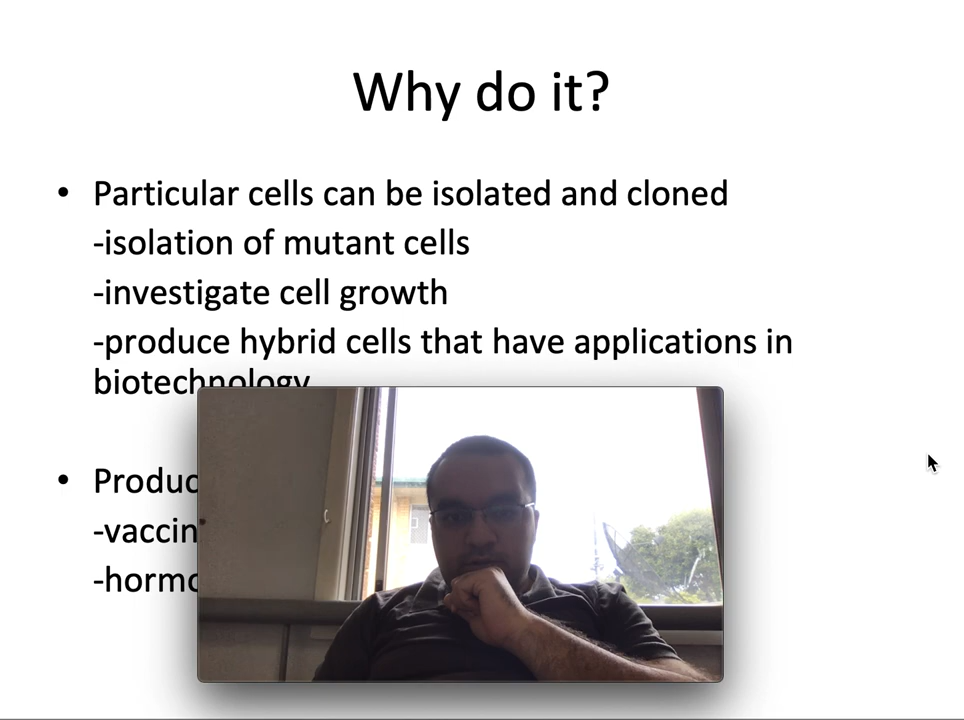 Why do it?
• Particular cells can be isolated and cloned
-isolation of mutant cells
-investigate cell growth
-produce hybrid cells that have applications in
biotechnology
• Produc
-vaccin
-hormo